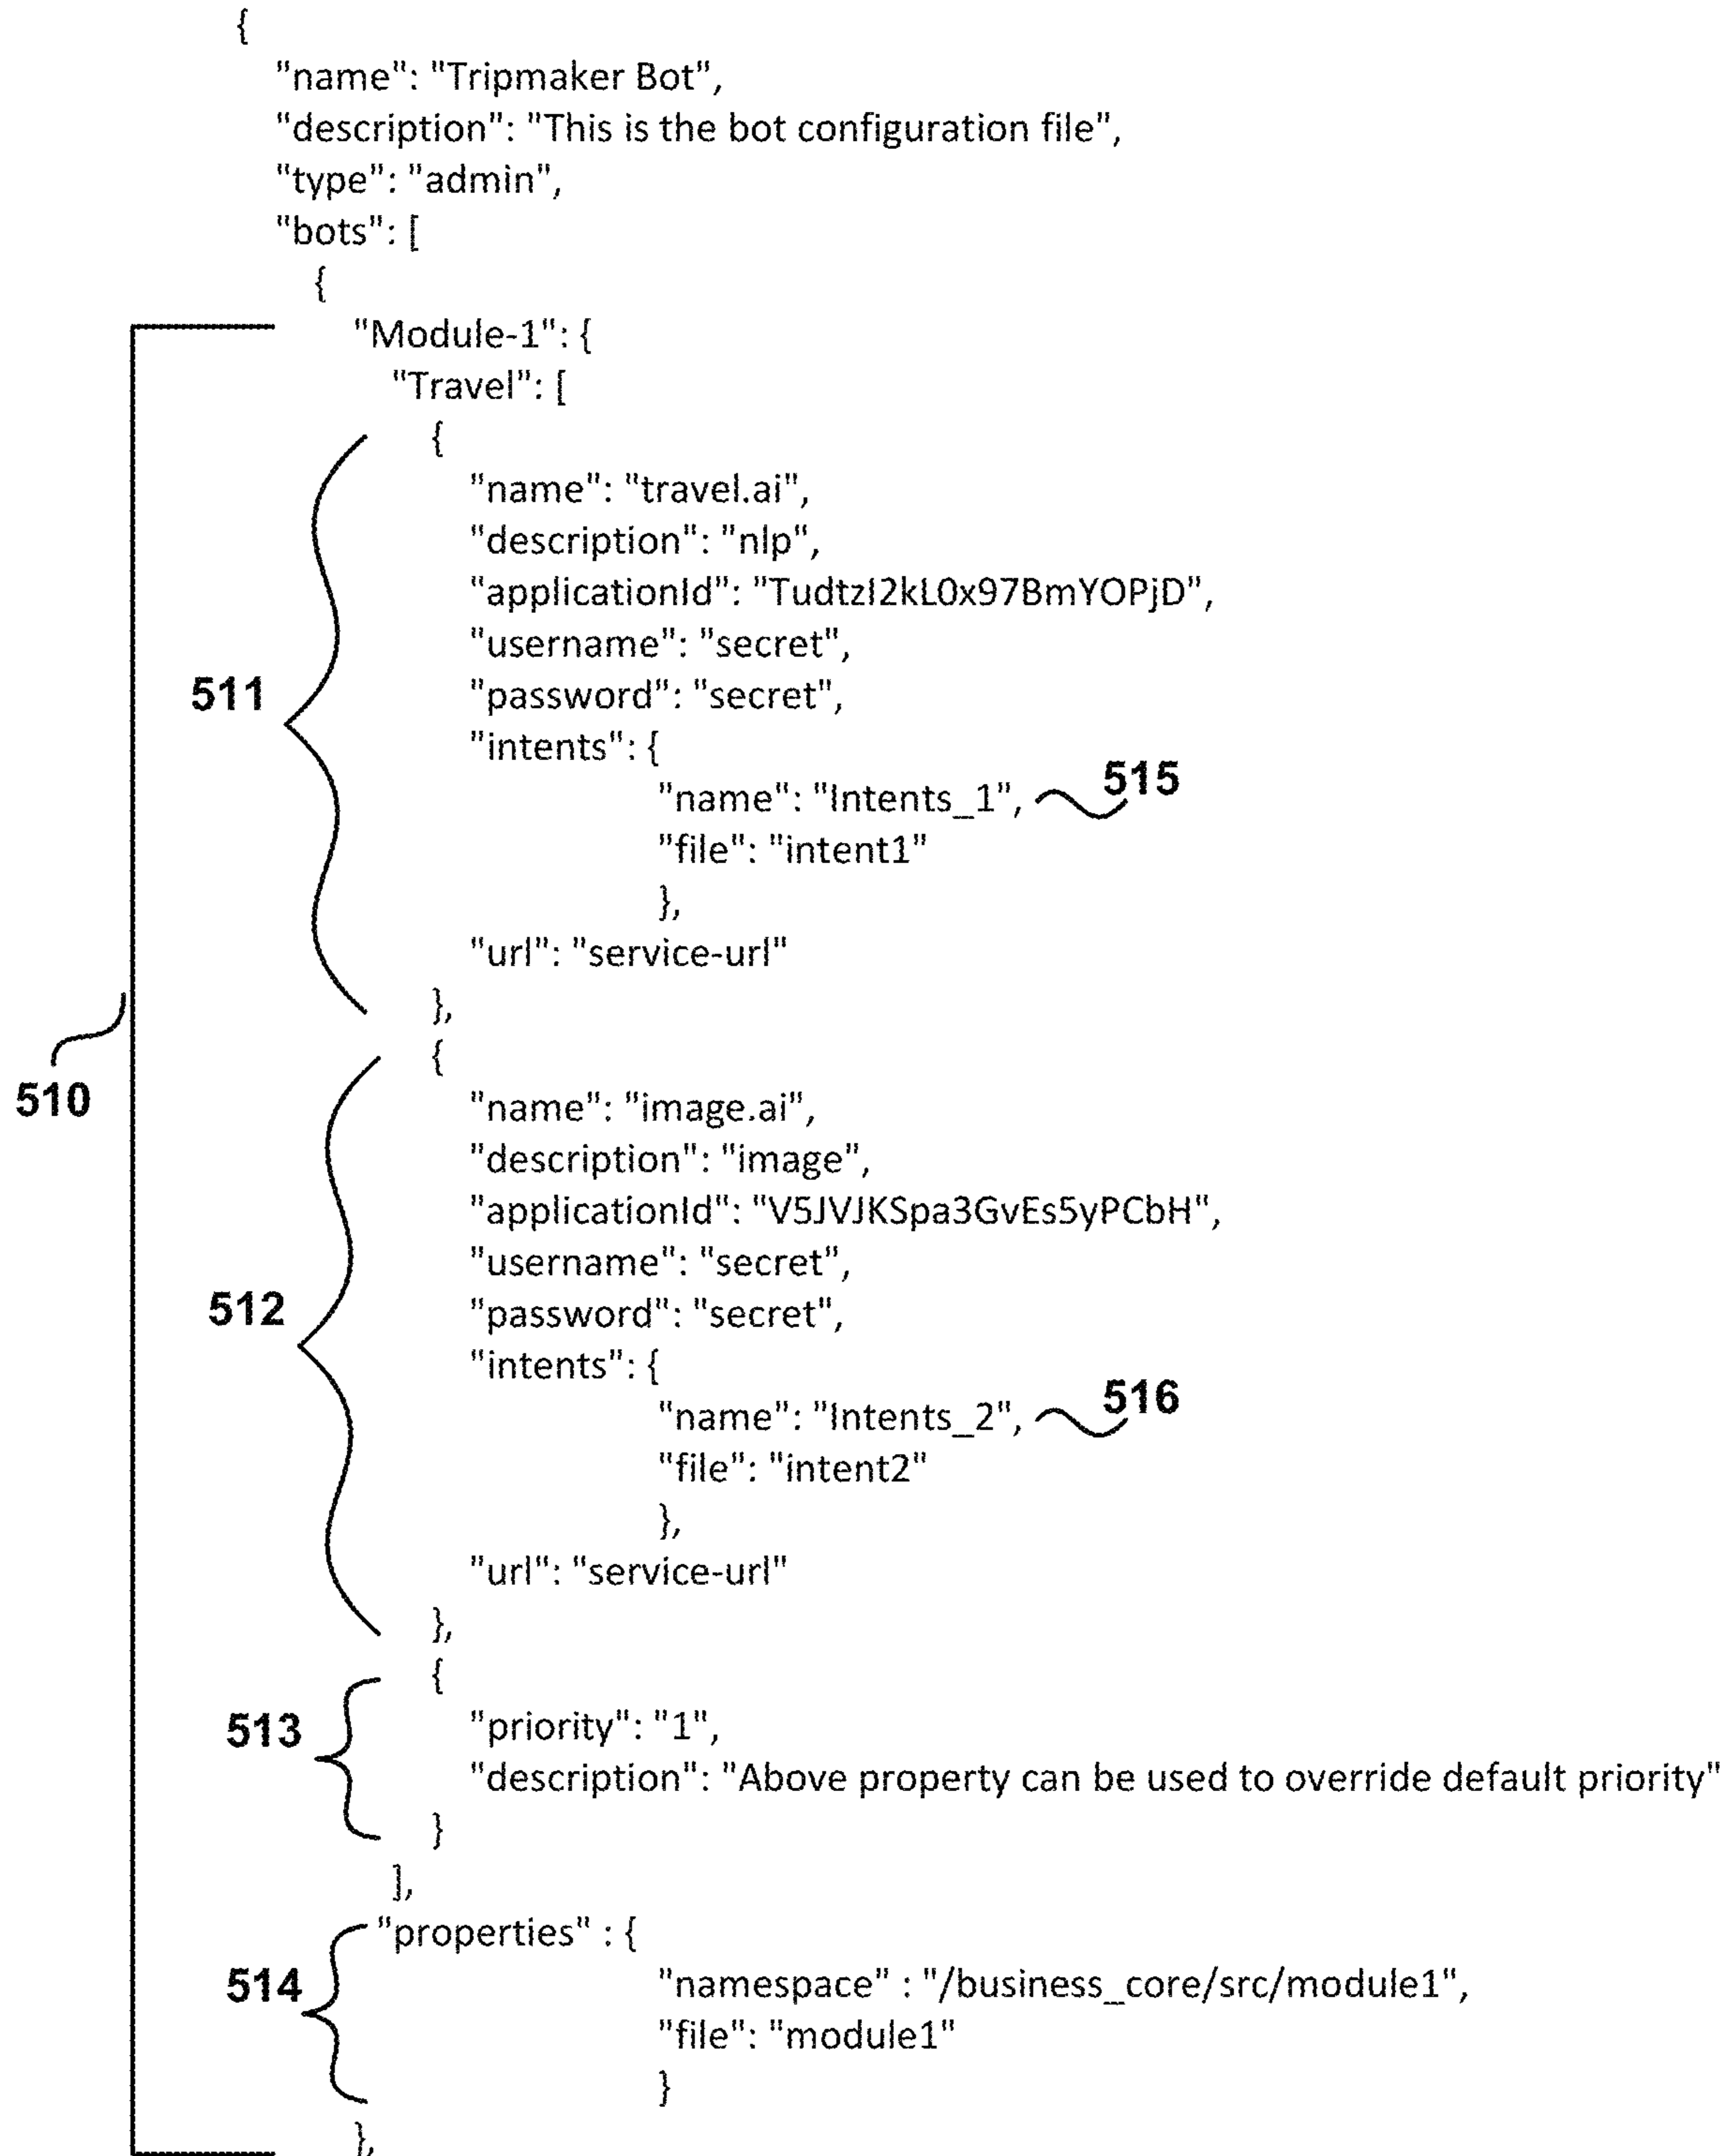 {
"name": "Tripmaker Bot",
"description": "This is the bot configuration file",
"type": "admin",
"bots": [
{
"Module-1": {
"Travel": [
{
"name": "travel.ai",
"description": "nlp",
"applicationId": "TudtzI2kL0x97BmYOPjD",
"username": "secret",
511 "password": "secret",
"intents": {
"name": "Intents_1", 515
"file": "intent1"
},
"url": "service-url"
},
{
510 "name": "image.ai",
"description": "image",
"applicationId": "V5JVJKSpa3GvEs5yPCbH",
"username": "secret",
512 "password": "secret",
"intents": {
"name": "Intents_2", 516
"file": "intent2"
},
"url": "service-url"
},
{
513 "priority": "1",
"description": "Above property can be used to override default priority"
}
],
"properties" : {
514 "namespace" : "/business_core/src/module1",
"file": "module1"
}
},